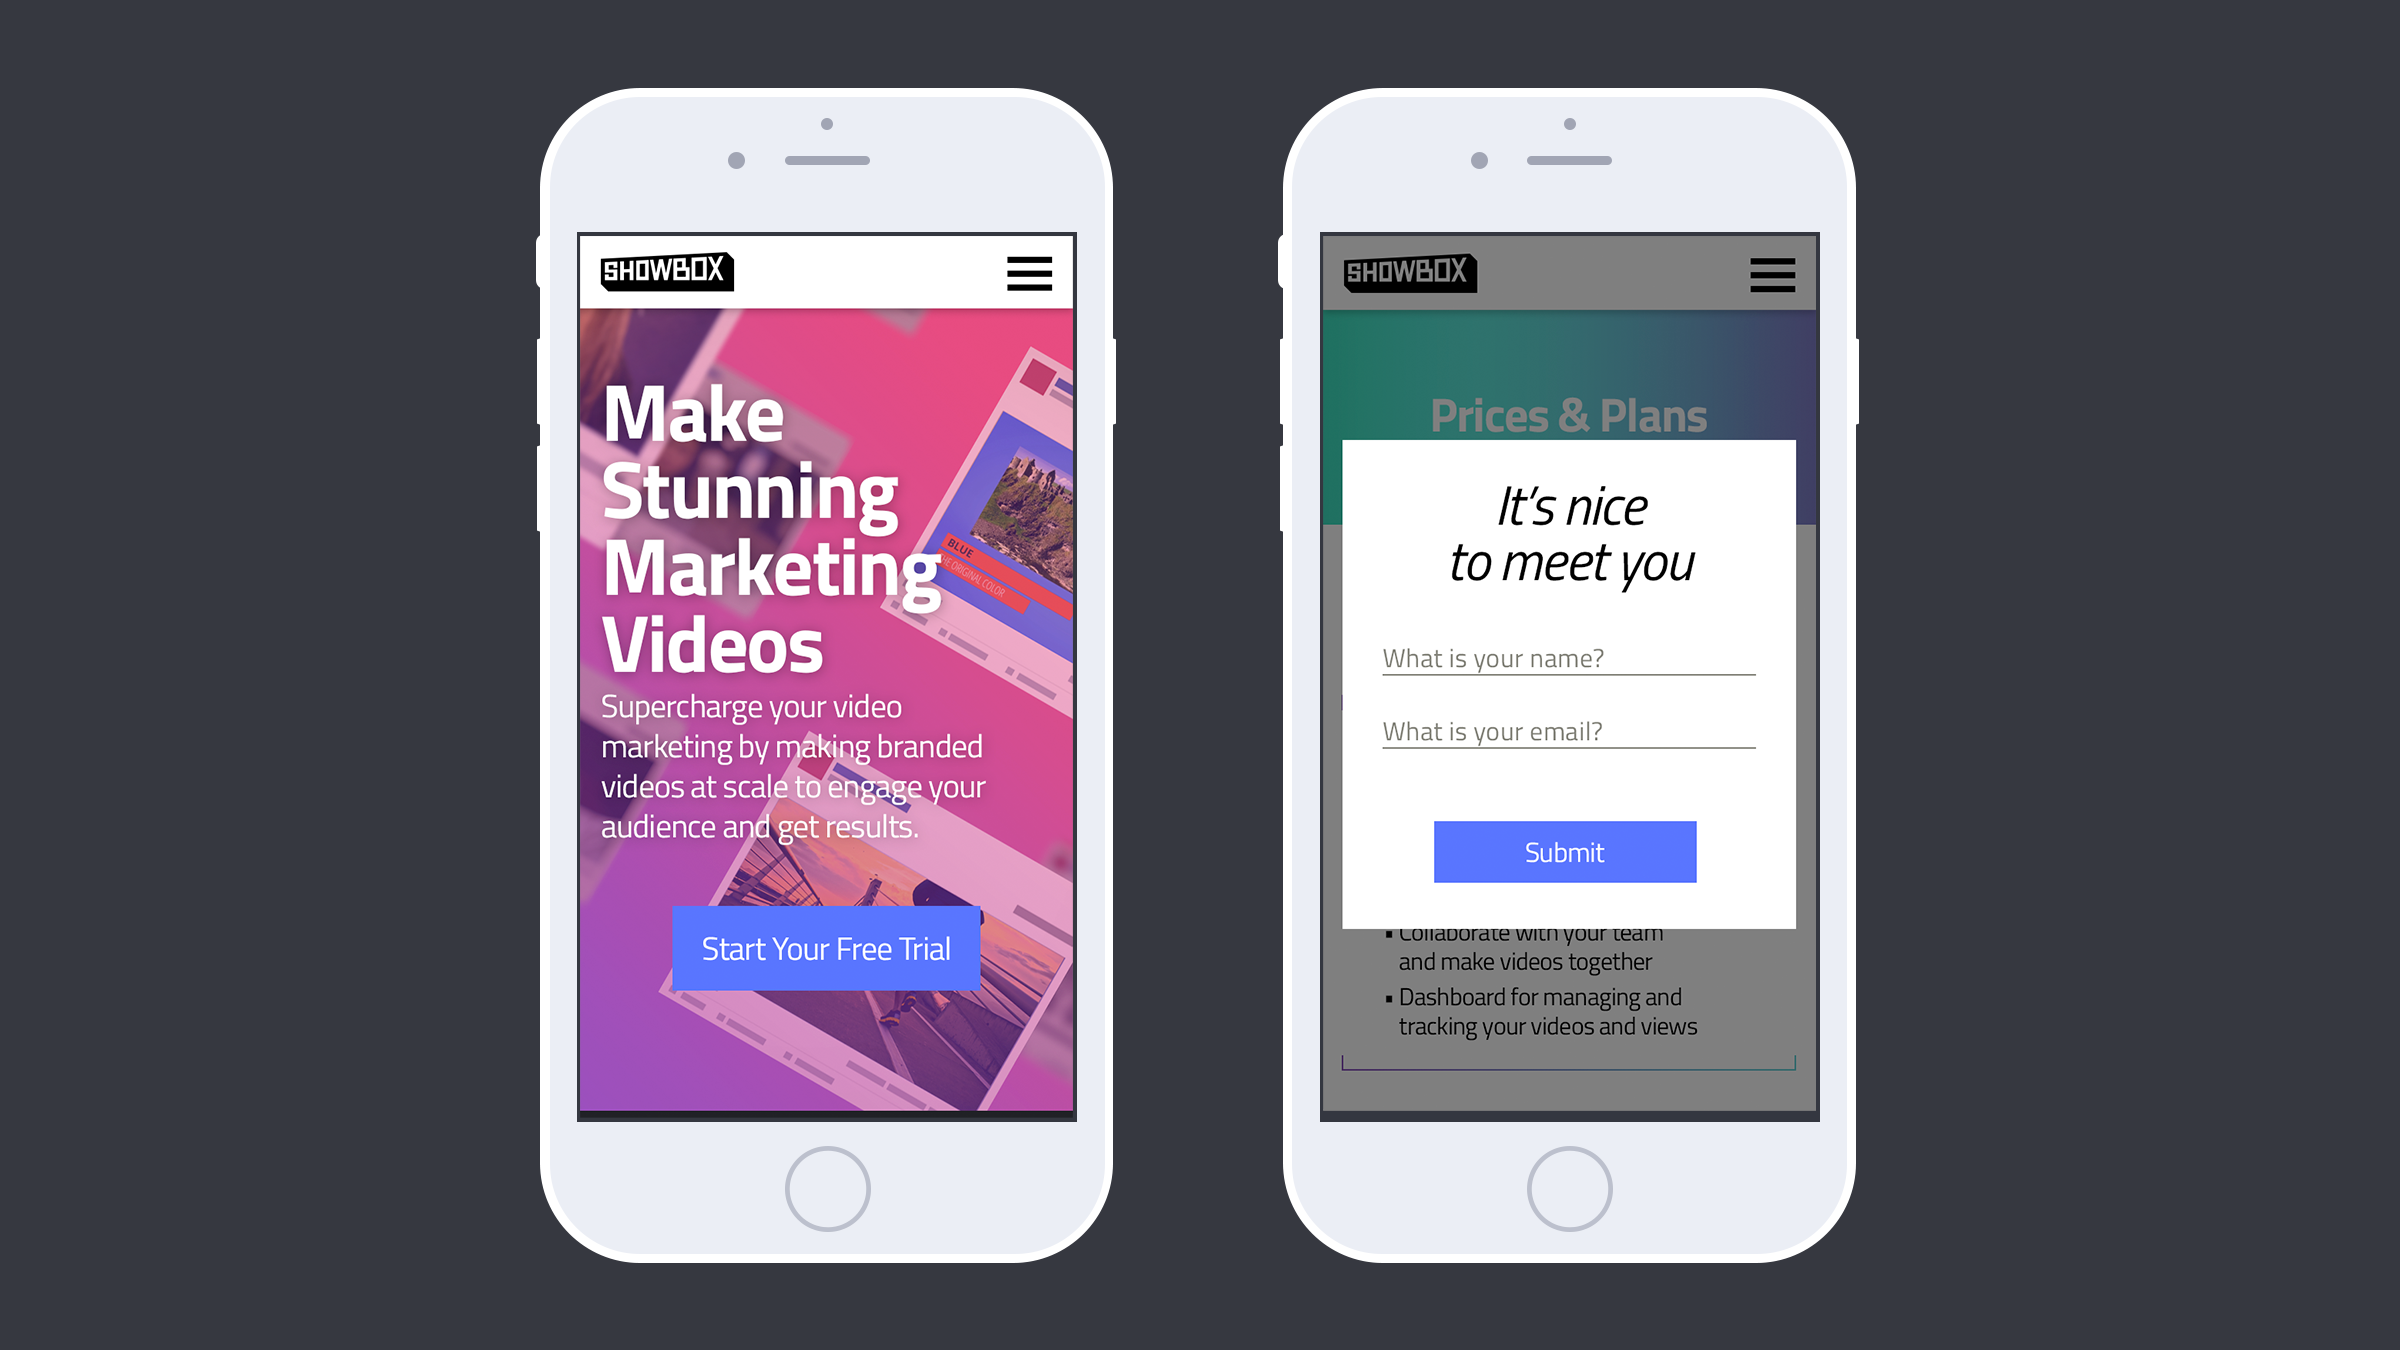 SHOWBOX
Make
Stunning
Marketing
Videos
Supercharge your video
marketing by making branded
videos at scale to engage your
audience and get results.
BLUE
THE ORIGINAL COLOR
Start Your Free Trial
SHOWBOX
Prices & Plans
It’s nice
to meet you
What is your name?
What is your email?
Submit
▪ Collaborate with your team
and make videos together
▪ Dashboard for managing and
tracking your videos and views